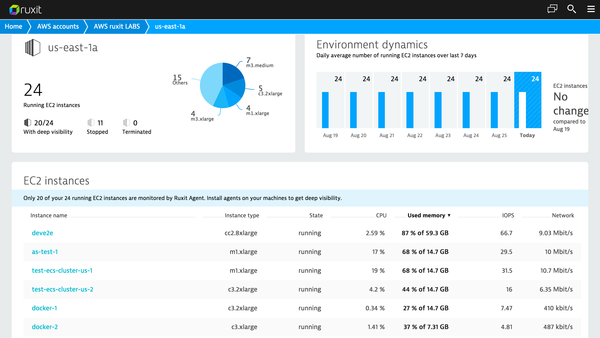 ruxit
Home
AWS accounts
AWS ruxit LABS
us-east-1a
us-east-1a
24
Running EC2 instances
20/24
With deep visibility
11
Stopped
0
Terminated
7
m3.medium
5
c3.2xlarge
4
m1.xlarge
4
m3.xlarge
15
Others
Environment dynamics
Daily average number of running EC2 instances over last 7 days
24 24 24 24 24 24 24
Aug 19 Aug 20 Aug 21 Aug 22 Aug 23 Aug 24 Aug 25 Today
EC2 instances
No
change
compared to
Aug 19
EC2 instances
Only 20 of your 24 running EC2 instances are monitored by Ruxit Agent. Install agents on your machines to get deep visibility.
Instance name Instance type State CPU Used memory ▼ IOPS Network
deve2e cc2.8xlarge running 2.59 % 87 % of 59.3 GB 66.7 9.03 Mbit/s
as-test-1 m1.xlarge running 17 % 68 % of 14.7 GB 29.5 10 Mbit/s
test-ecs-cluster-us-1 m1.xlarge running 19 % 68 % of 14.7 GB 31.5 10.7 Mbit/s
test-ecs-cluster-us-2 c3.2xlarge running 4.2 % 44 % of 14.7 GB 16 6.35 Mbit/s
docker-1 c3.2xlarge running 0.34 % 27 % of 14.7 GB 7.47 410 kbit/s
docker-2 c3.xlarge running 1.41 % 37 % of 7.31 GB 4.81 487 kbit/s